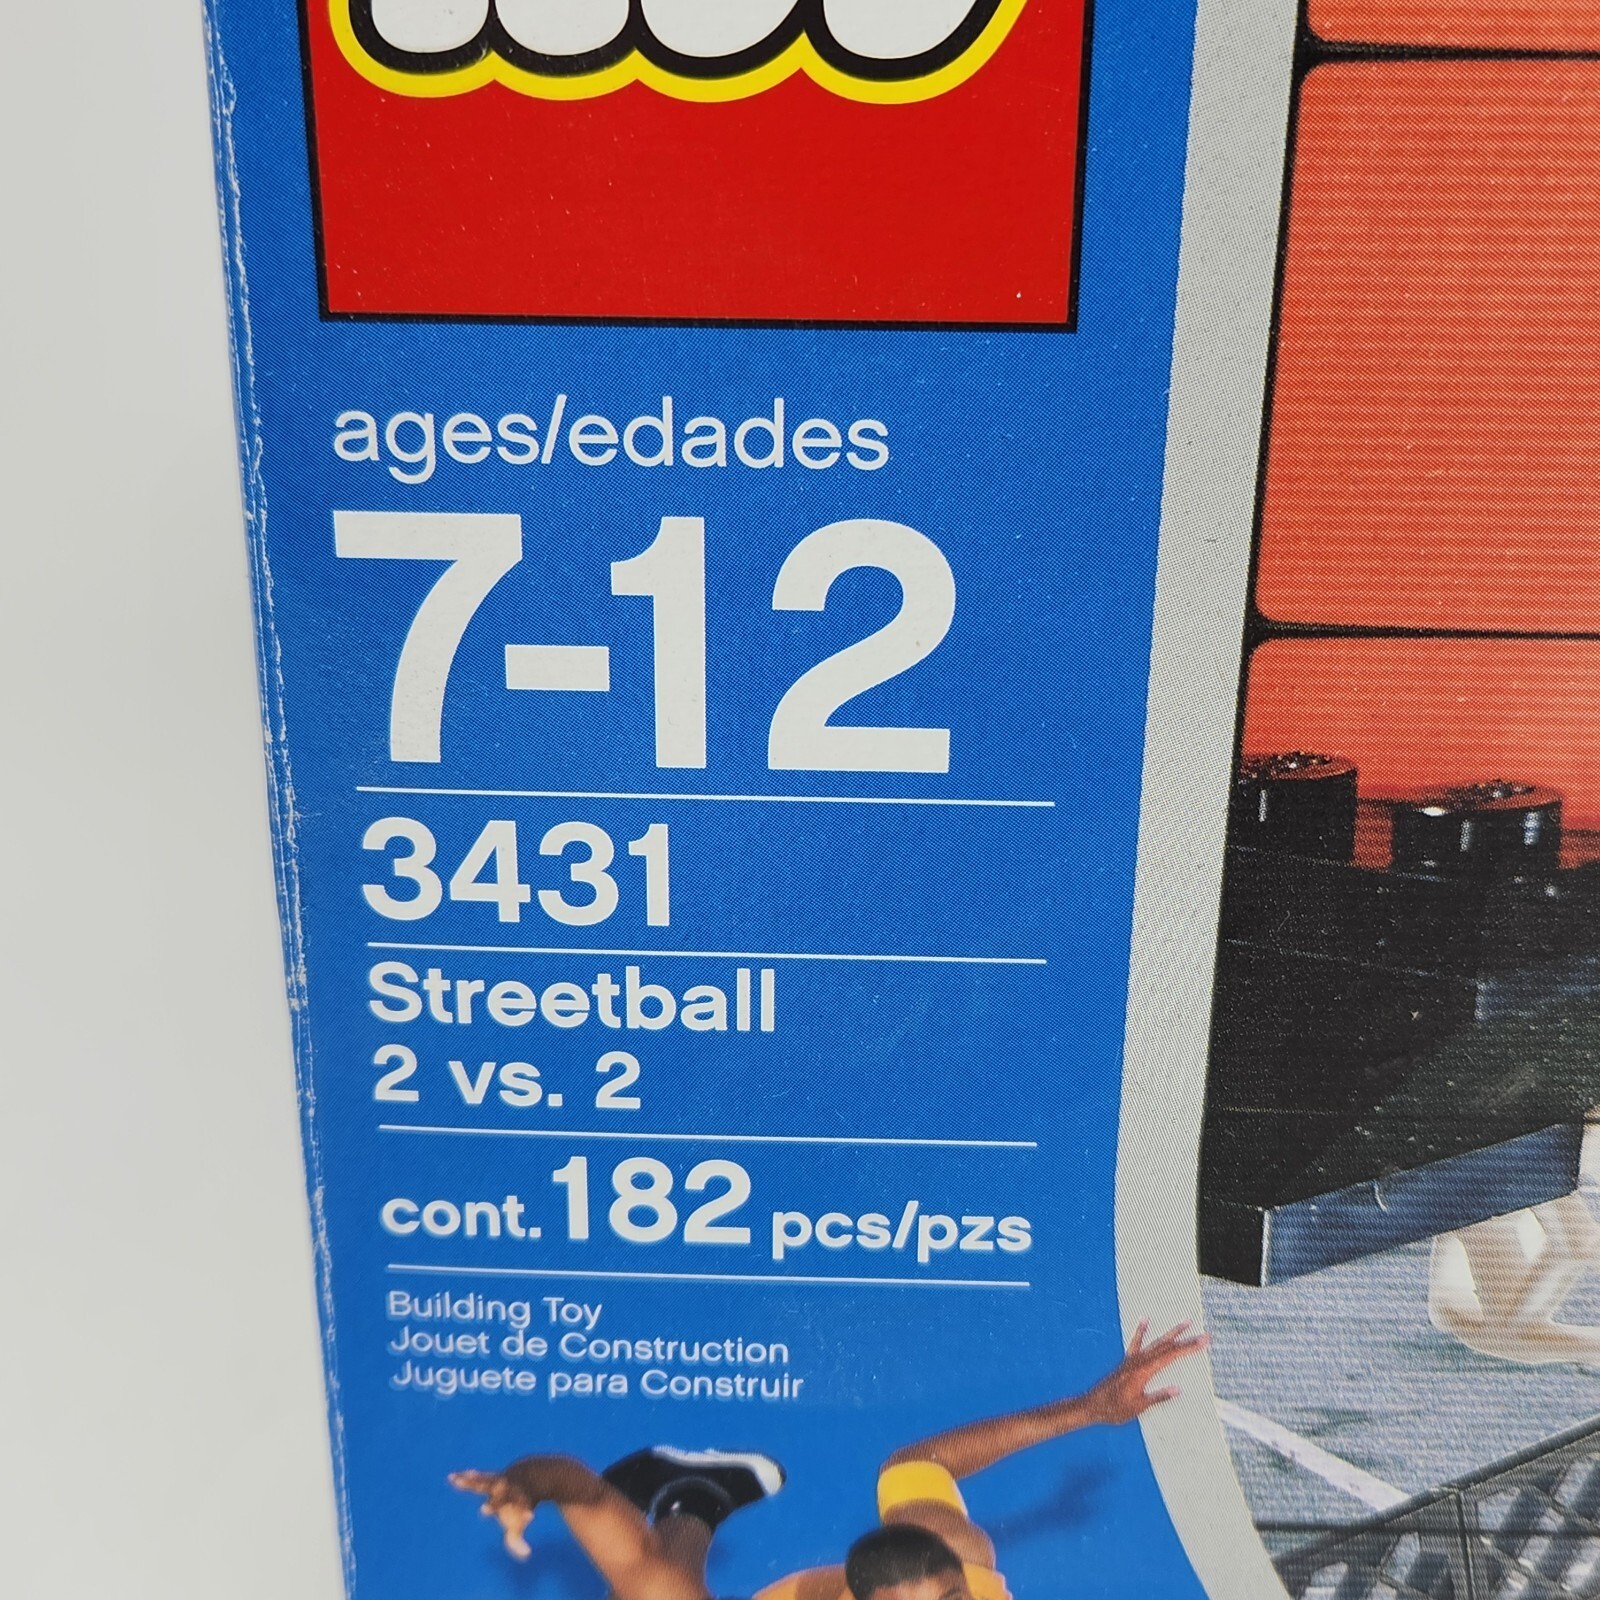 ages/edades
7-12
3431
Streetball
2 vs. 2
cont. 182 pcs/pzs
Building Toy
Jouet de Construction
Juguete para Construir